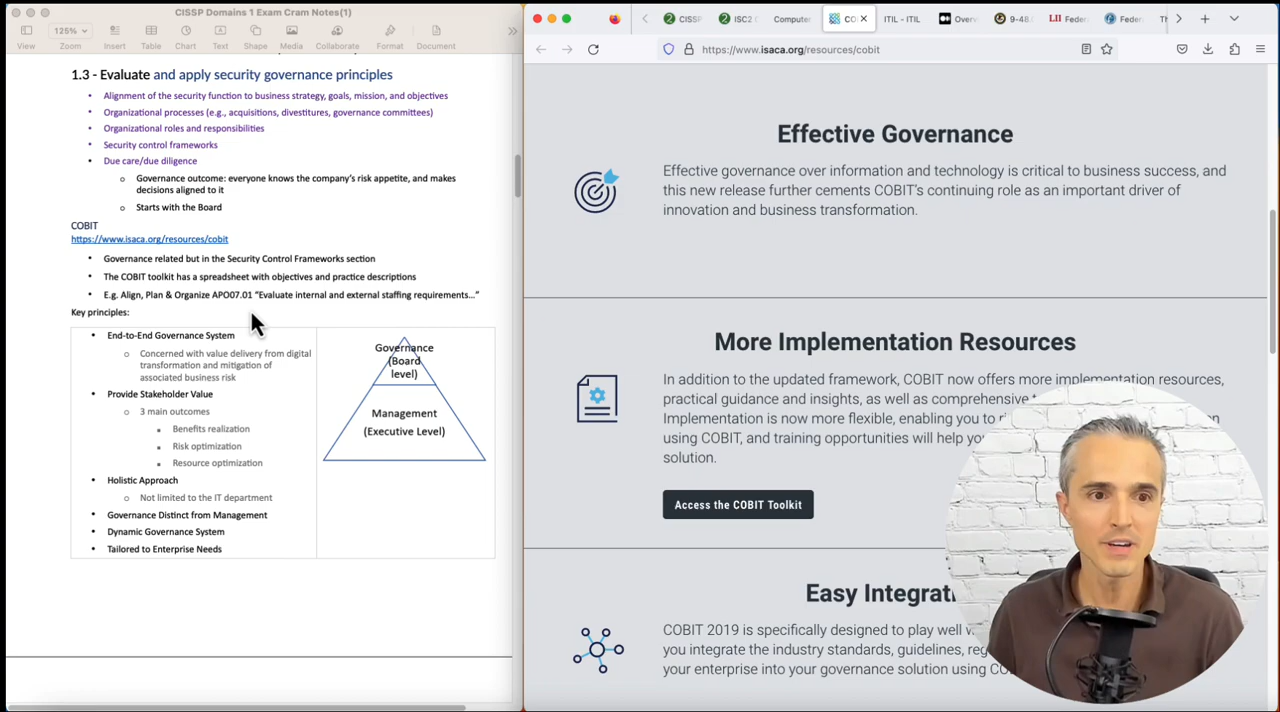 CISSP Domains 1 Exam Cram Notes(1)
View
125%
Zoom
Insert
Table
Chart
Text
Shape
Media
Collaborate
Format
Document
1.3 - Evaluate and apply security governance principles
• Alignment of the security function to business strategy, goals, mission, and objectives
• Organizational processes (e.g., acquisitions, divestitures, governance committees)
• Organizational roles and responsibilities
• Security control frameworks
• Due care/due diligence
o Governance outcome: everyone knows the company's risk appetite, and makes
decisions aligned to it
o Starts with the Board
COBIT
https://www.isaca.org/resources/cobit
• Governance related but in the Security Control Frameworks section
• The COBIT toolkit has a spreadsheet with objectives and practice descriptions
• E.g. Align, Plan & Organize APO07.01 “Evaluate internal and external staffing requirements...”
Key principles:
• End-to-End Governance System
o Concerned with value delivery from digital
transformation and mitigation of
associated business risk
• Provide Stakeholder Value
o 3 main outcomes
▪ Benefits realization
▪ Risk optimization
▪ Resource optimization
• Holistic Approach
o Not limited to the IT department
• Governance Distinct from Management
• Dynamic Governance System
• Tailored to Enterprise Needs
Governance
(Board
level)
Management
(Executive Level)
CISSP
ISC2
Compute
CO
ITIL - ITIL
Over
9-48.
LII
Feder
Feder
Th
https://www.isaca.org/resources/cobit
Effective Governance
Effective governance over information and technology is critical to business success, and
this new release further cements COBIT's continuing role as an important driver of
innovation and business transformation.
More Implementation Resources
In addition to the updated framework, COBIT now offers more implementation resources,
practical guidance and insights, as well as comprehensive
Implementation is now more flexible, enabling you to
using COBIT, and training opportunities will help you
solution.
Access the COBIT Toolkit
Easy Integrati
COBIT 2019 is specifically designed to play well
you integrate the industry standards, guidelines,
your enterprise into your governance solution using